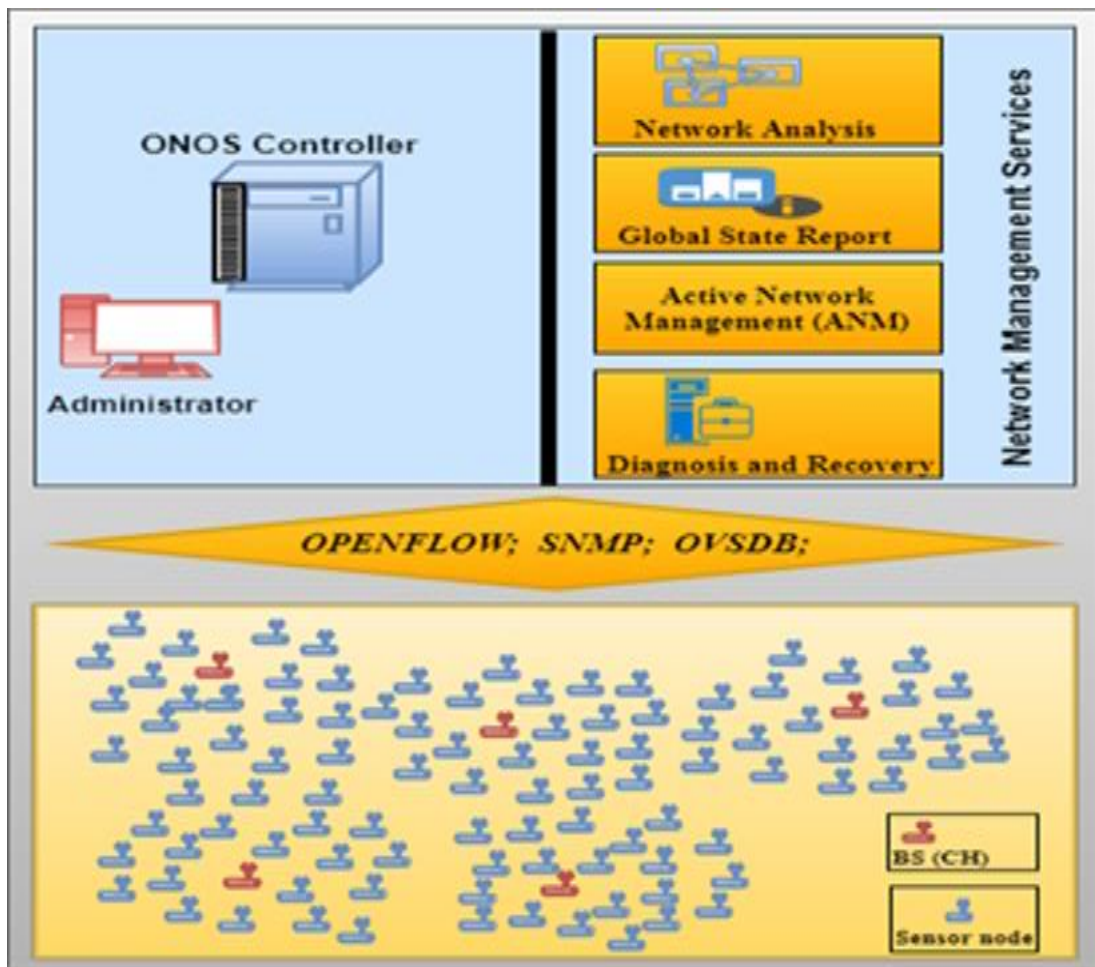 ONOS Controller
Administrator
Network Analysis
Global State Report
Active Network
Management (ANM)
Diagnosis and Recovery
Network Management Services
OPENFLOW; SNMP; OVSDB;
BS (CH)
Sensor node